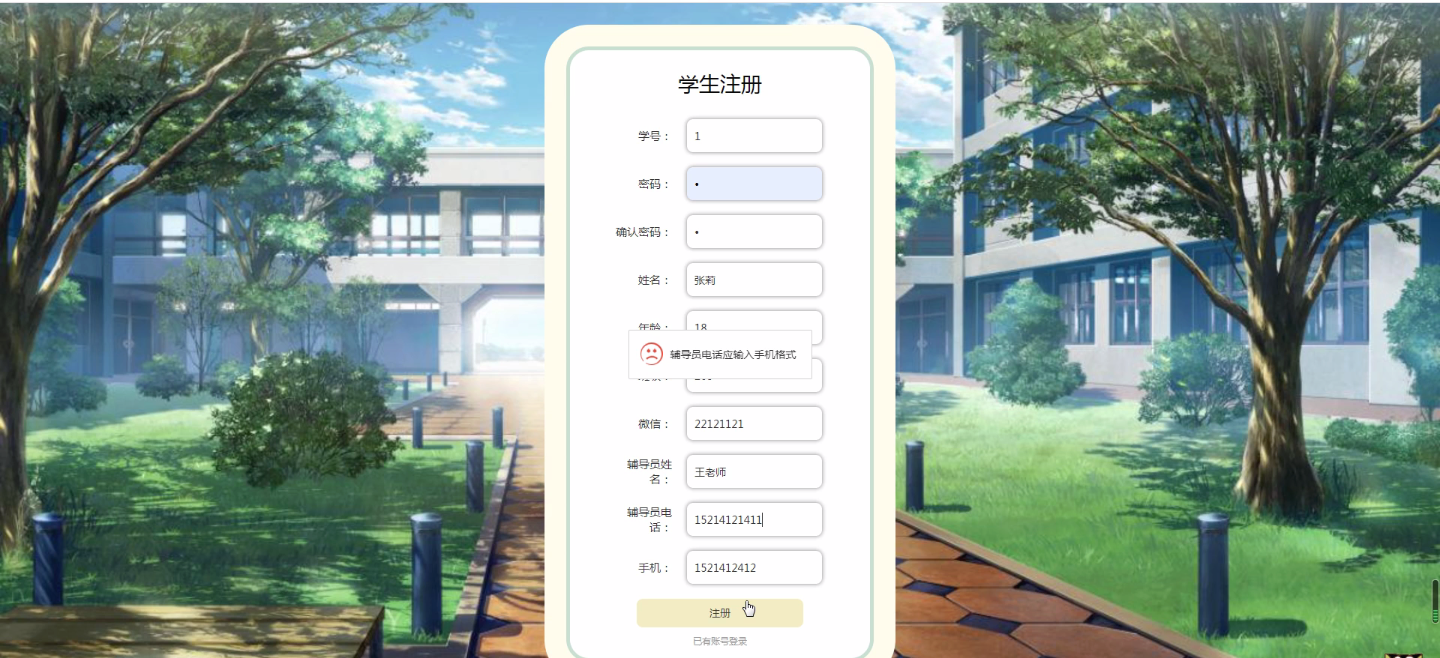 学生注册
学号：
1
密码：
•
确认密码：
•
姓名：
张莉
年龄：
18
辅导员电话应输入手机格式
微信：
22121121
辅导员姓
名：
王老师
辅导员电
话：
15214121411
手机：
1521412412
注册
已有账号登录